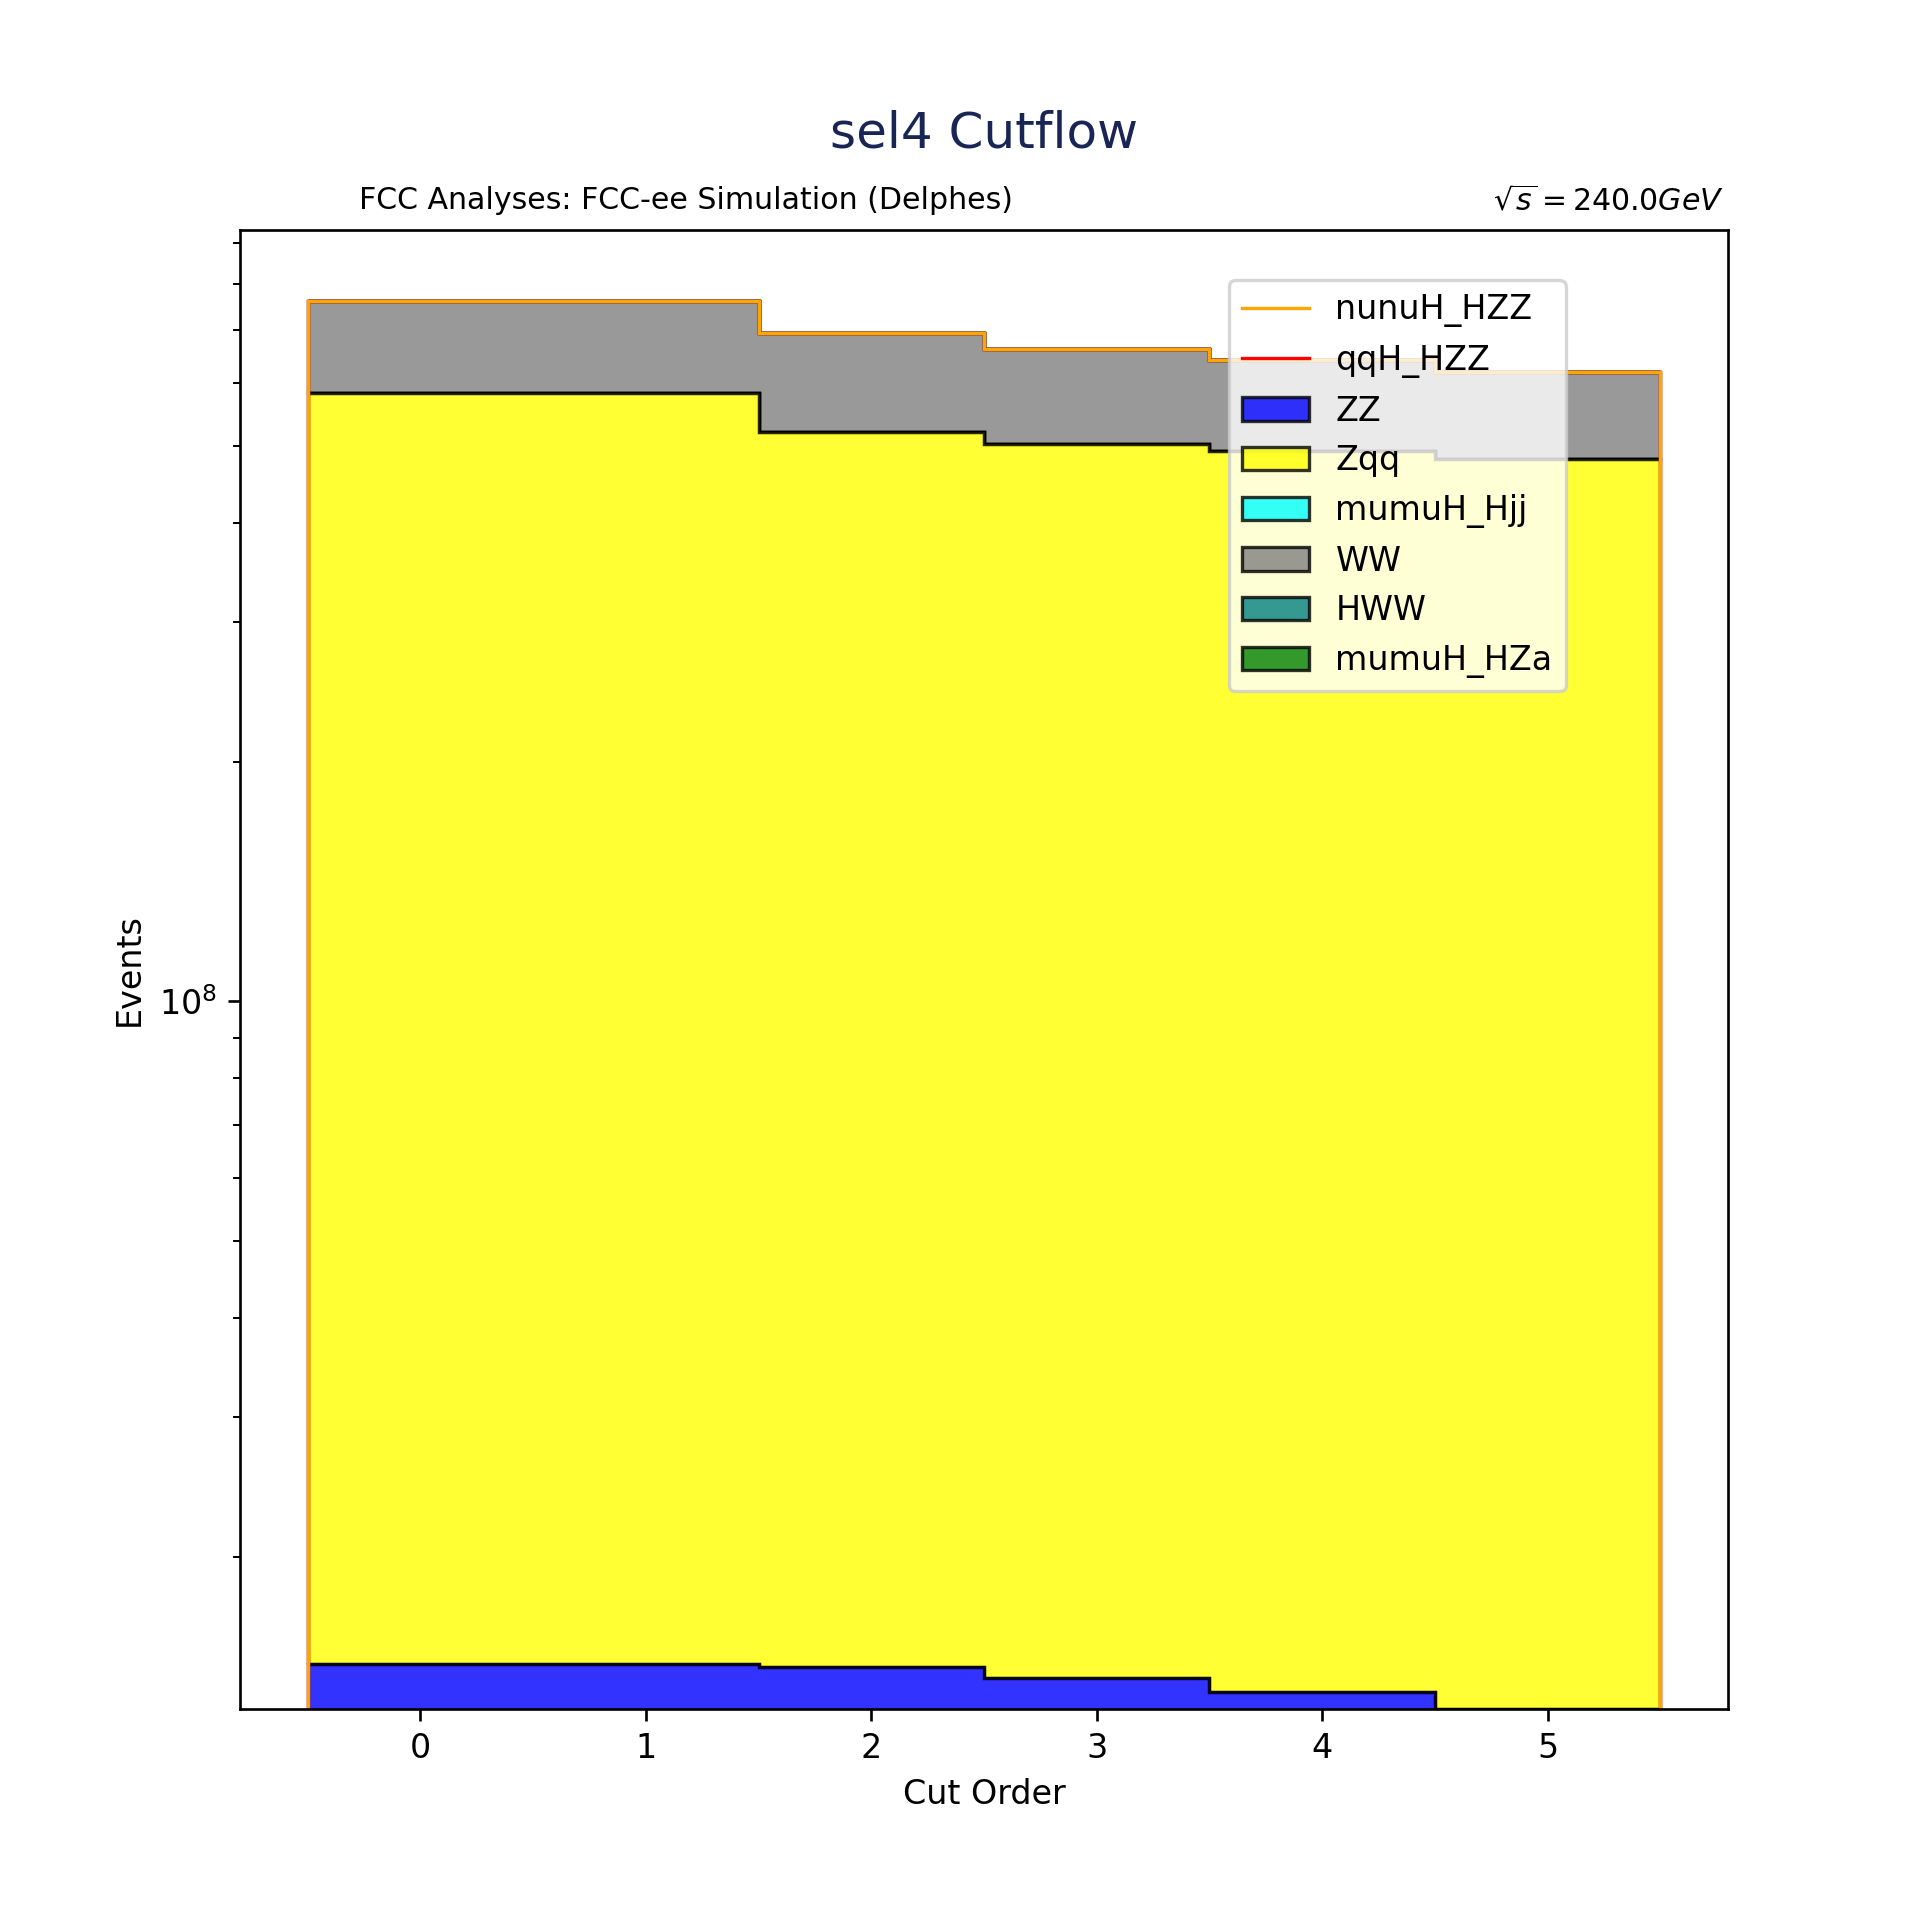 sel4 Cutflow
FCC Analyses: FCC-ee Simulation (Delphes)
√s = 240.0GeV
nunuH_HZZ
qqH_HZZ
ZZ
Zqq
mumuH_Hjj
WW
HWW
mumuH_HZa
Events
10⁸
0 1 2 3 4 5
Cut Order